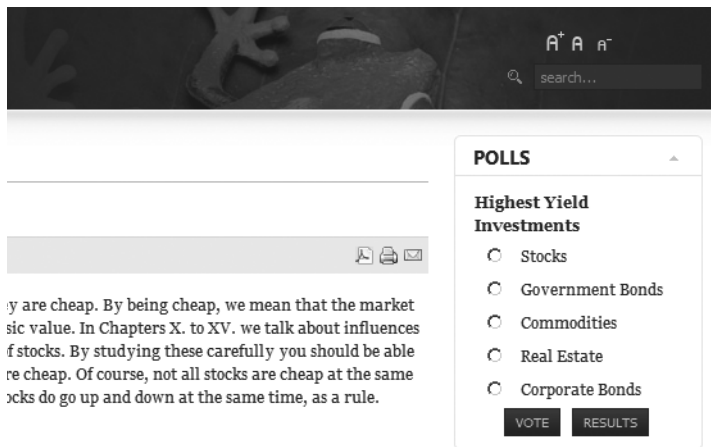 A+ A A-
search...
POLLS
Highest Yield
Investments
Stocks
Government Bonds
Commodities
Real Estate
Corporate Bonds
VOTE RESULTS
are cheap. By being cheap, we mean that the market
value. In Chapters X. to XV. we talk about influences
of stocks. By studying these carefully you should be able
cheap. Of course, not all stocks are cheap at the same
do go up and down at the same time, as a rule.